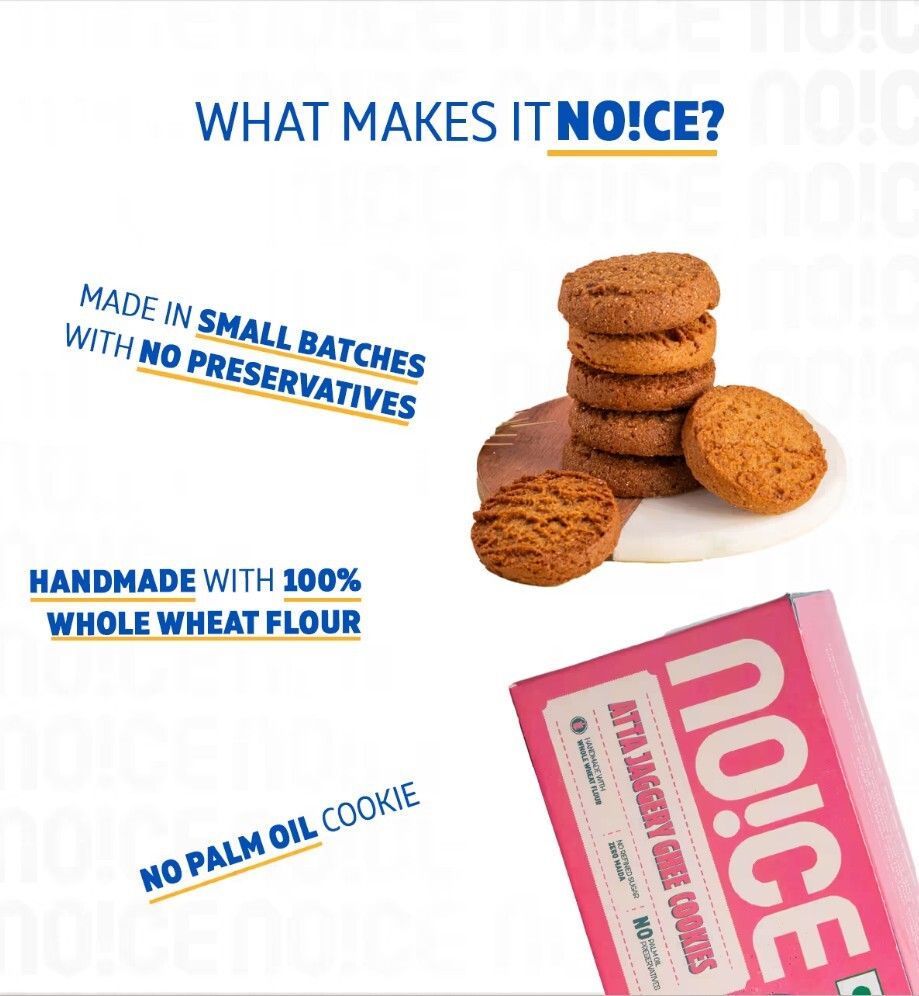 WHAT MAKES IT NO!CE?
MADE IN SMALL BATCHES
WITH NO PRESERVATIVES
HANDMADE WITH 100%
WHOLE WHEAT FLOUR
NO PALM OIL COOKIE
NO!CE
ATTA JAGGERY GHEE COOKIES
HANDMADE WITH
WHOLE WHEAT FLOUR
NO REFINED SUGAR
ZERO MAIDA
NO PALM OIL
PRESERVATIVES